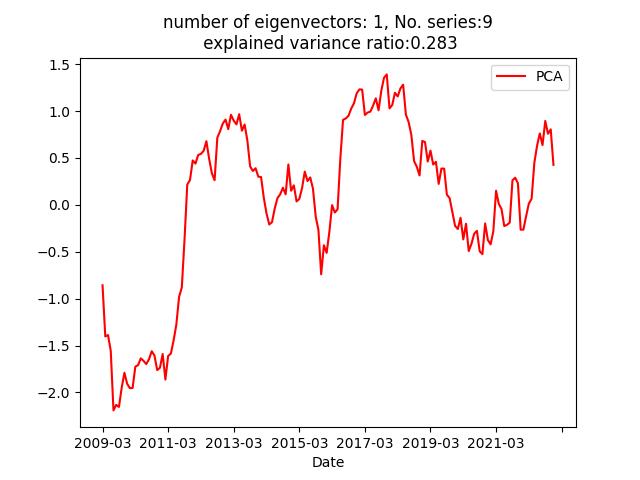 number of eigenvectors: 1, No. series:9
explained variance ratio:0.283
PCA
1.5
1.0
0.5
0.0
−0.5
−1.0
−1.5
−2.0
2009-03 2011-03 2013-03 2015-03 2017-03 2019-03 2021-03
Date